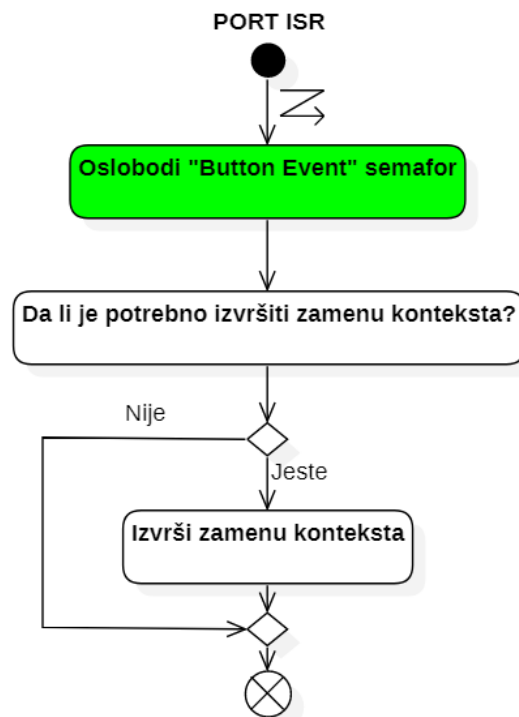 PORT ISR
Oslobodi "Button Event" semafor
Da li je potrebno izvršiti zamenu konteksta?
Nije
Jeste
Izvrši zamenu konteksta